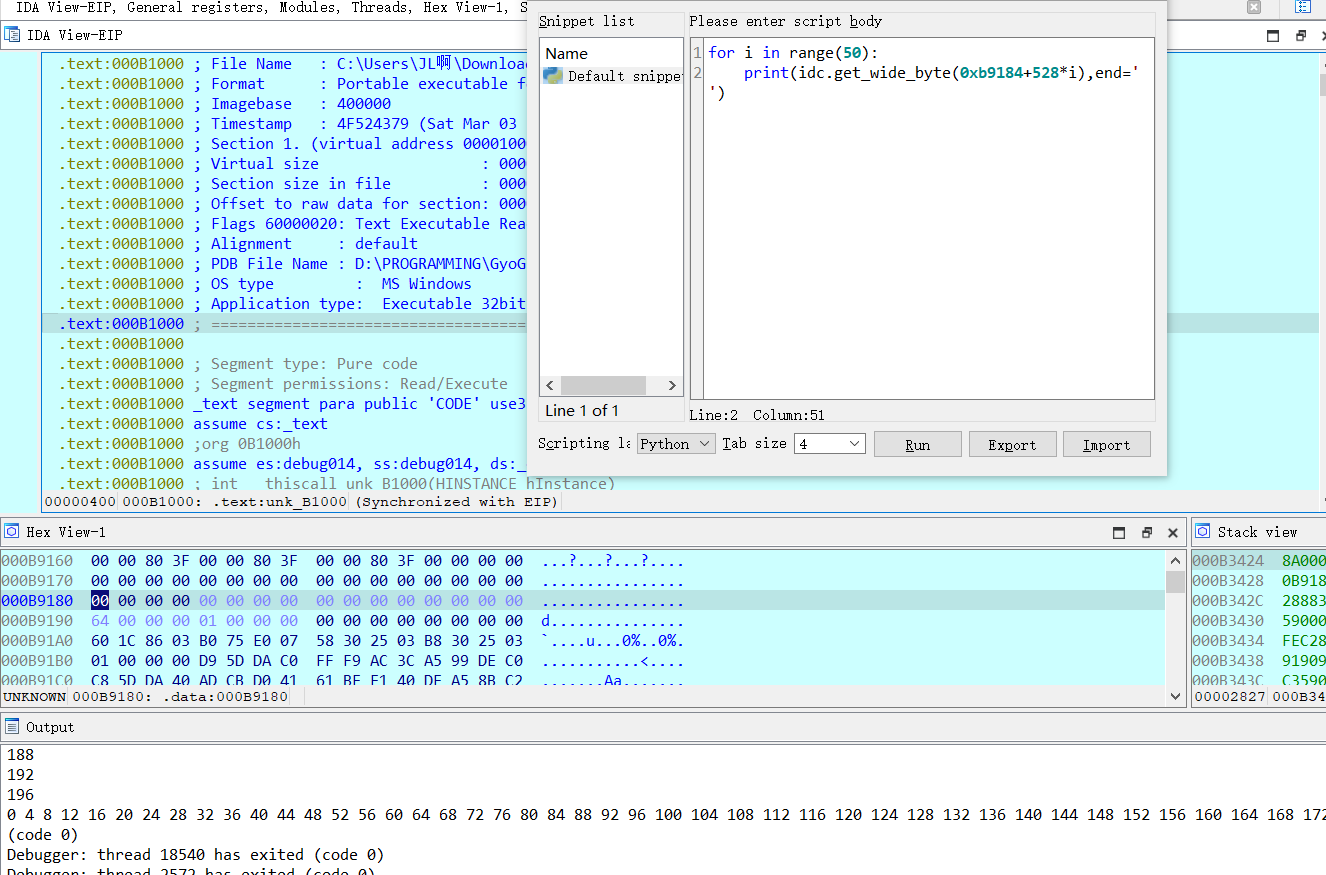 IDA View-EIP, General registers, Modules, Threads, Hex View-1, S
IDA View-EIP
.text:000B1000 ; File Name   : C:\Users\JL啊\Downloa
.text:000B1000 ; Format      : Portable executable f
.text:000B1000 ; Imagebase   : 400000
.text:000B1000 ; Timestamp   : 4F524379 (Sat Mar 03
.text:000B1000 ; Section 1. (virtual address 0000100
.text:000B1000 ; Virtual size                  : 000
.text:000B1000 ; Section size in file          : 000
.text:000B1000 ; Offset to raw data for section: 000
.text:000B1000 ; Flags 60000020: Text Executable Rea
.text:000B1000 ; Alignment     : default
.text:000B1000 ; PDB File Name : D:\PROGRAMMING\GyoG
.text:000B1000 ; OS type         :  MS Windows
.text:000B1000 ; Application type:  Executable 32bit
.text:000B1000 ; ===================================
.text:000B1000
.text:000B1000 ; Segment type: Pure code
.text:000B1000 ; Segment permissions: Read/Execute
.text:000B1000 _text segment para public 'CODE' use3
.text:000B1000 assume cs:_text
.text:000B1000 ;org 0B1000h
.text:000B1000 assume es:debug014, ss:debug014, ds:_
.text:000B1000 ; int __thiscall unk_B1000(HINSTANCE hInstance)
00000400 000B1000: .text:unk_B1000 (Synchronized with EIP)
Snippet list
Name
Default snippe
Line 1 of 1
Please enter script body
1 for i in range(50):
2     print(idc.get_wide_byte(0xb9184+528*i),end='
')
Line:2  Column:51
Scripting la Python Tab size 4 Run Export Import
Hex View-1
000B9160  00 00 80 3F 00 00 80 3F  00 00 80 3F 00 00 00 00  ...?...?...?....
000B9170  00 00 00 00 00 00 00 00  00 00 00 00 00 00 00 00  ................
000B9180  00 00 00 00 00 00 00 00  00 00 00 00 00 00 00 00  ................
000B9190  64 00 00 00 01 00 00 00  00 00 00 00 00 00 00 00  d...............
000B91A0  60 1C 86 03 B0 75 E0 07  58 30 25 03 B8 30 25 03  `....u...0%..0%.
000B91B0  01 00 00 00 D9 5D DA C0  FF F9 AC 3C A5 99 DE C0  ...........<....
000B91C0  C8 5D DA 40 AD CB D0 41  61 BE F1 40 DE A5 8B C2  .......Aa.......
UNKNOWN 000B9180: .data:000B9180
Stack view
000B3424  8A000
000B3428  0B918
000B342C  28883
000B3430  59000
000B3434  FEC28
000B3438  91909
000B343C  C3590
00002827 000B34
Output
188
192
196
0 4 8 12 16 20 24 28 32 36 40 44 48 52 56 60 64 68 72 76 80 84 88 92 96 100 104 108 112 116 120 124 128 132 136 140 144 148 152 156 160 164 168 172
(code 0)
Debugger: thread 18540 has exited (code 0)
Debugger: thread 2572 has exited (code 0)